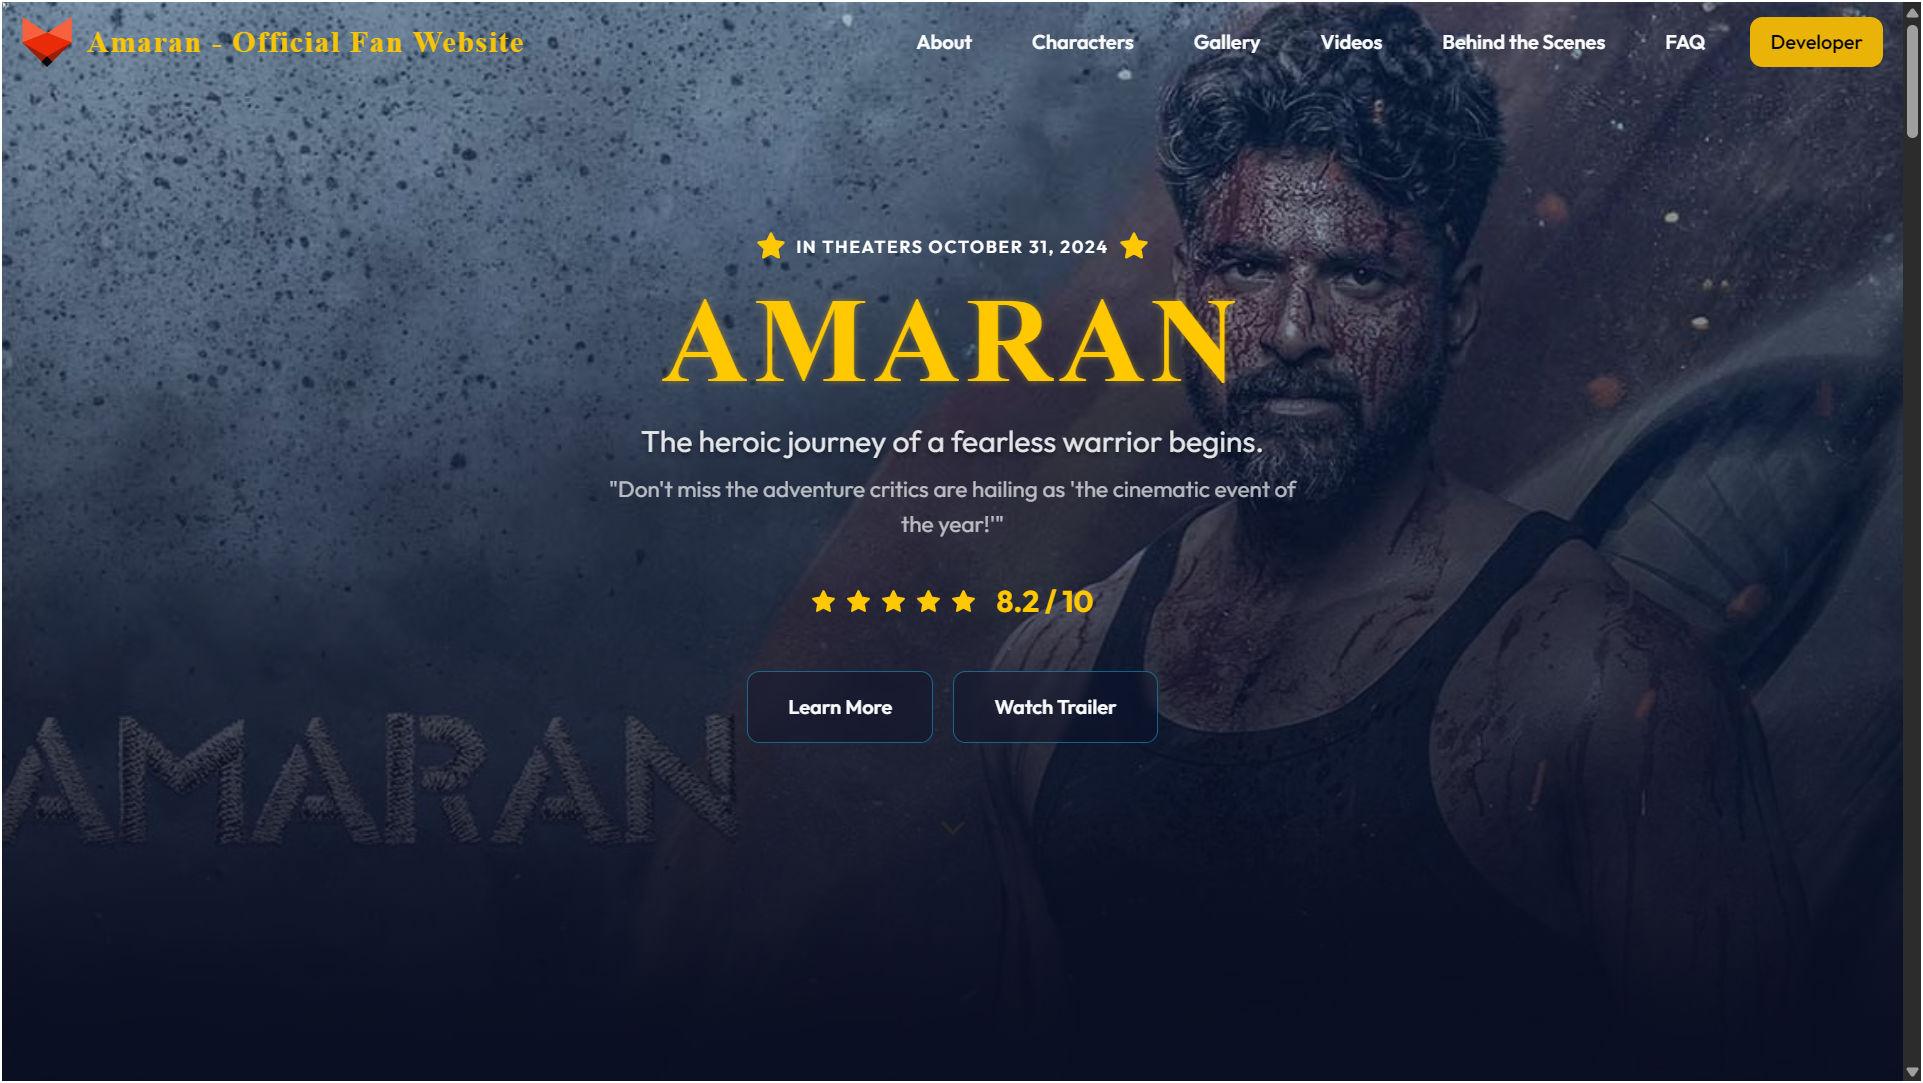 Amaran - Official Fan Website
About
Characters
Gallery
Videos
Behind the Scenes
FAQ
Developer
IN THEATERS OCTOBER 31, 2024
AMARAN
The heroic journey of a fearless warrior begins.
"Don't miss the adventure critics are hailing as 'the cinematic event of
the year!'"
8.2 / 10
Learn More
Watch Trailer
AMARAN